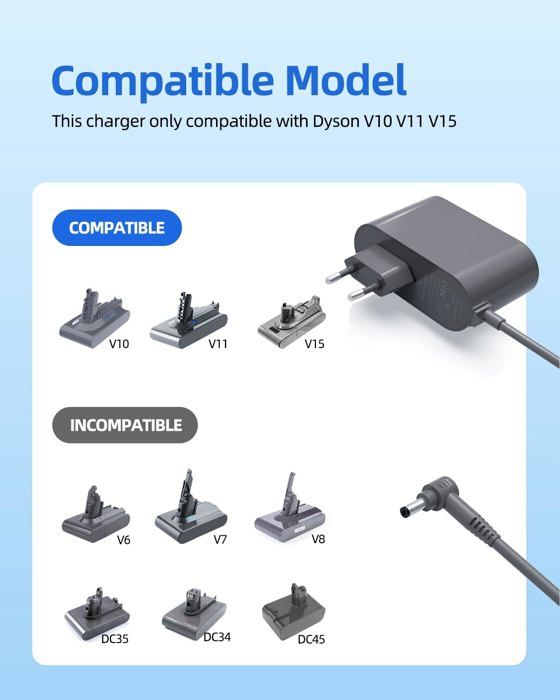 Compatible Model
This charger only compatible with Dyson V10 V11 V15
COMPATIBLE
V10
V11
V15
INCOMPATIBLE
V6
V7
V8
DC35
DC34
DC45